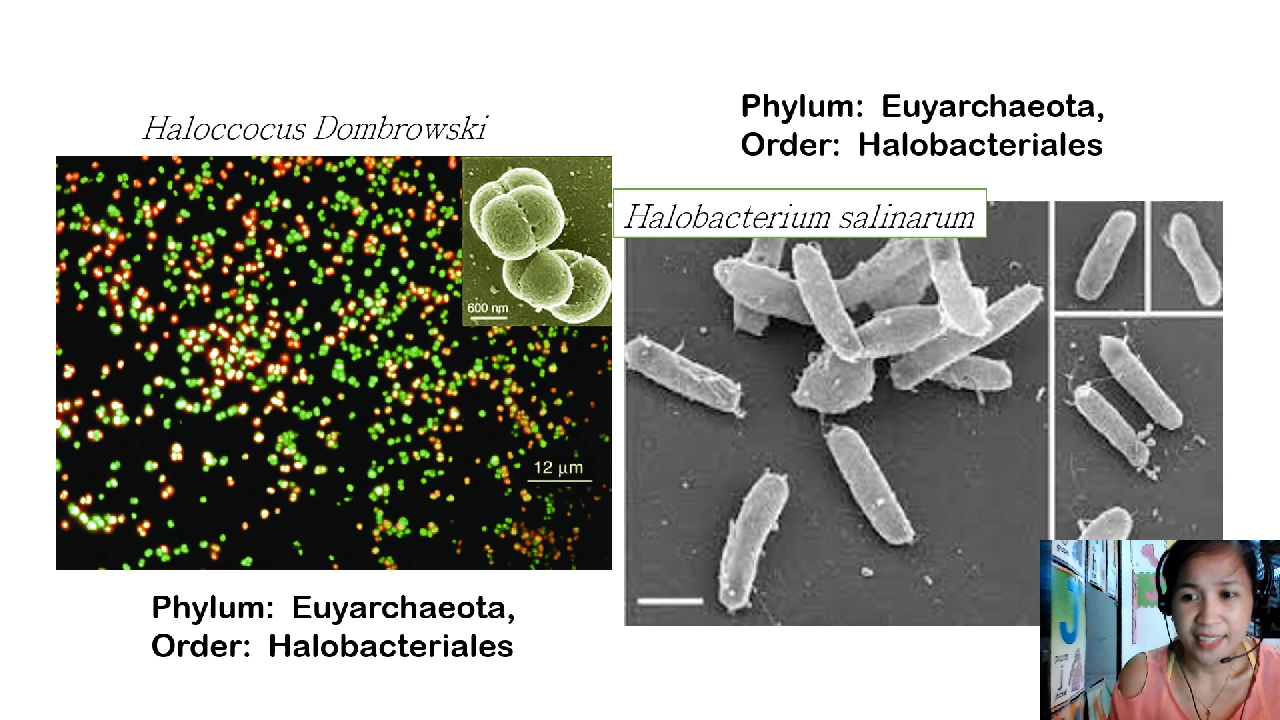 Haloccocus Dombrowski
600 nm
12 µm
Phylum: Euyarchaeota,
Order: Halobacteriales
Phylum: Euyarchaeota,
Order: Halobacteriales
Halobacterium salinarum
J